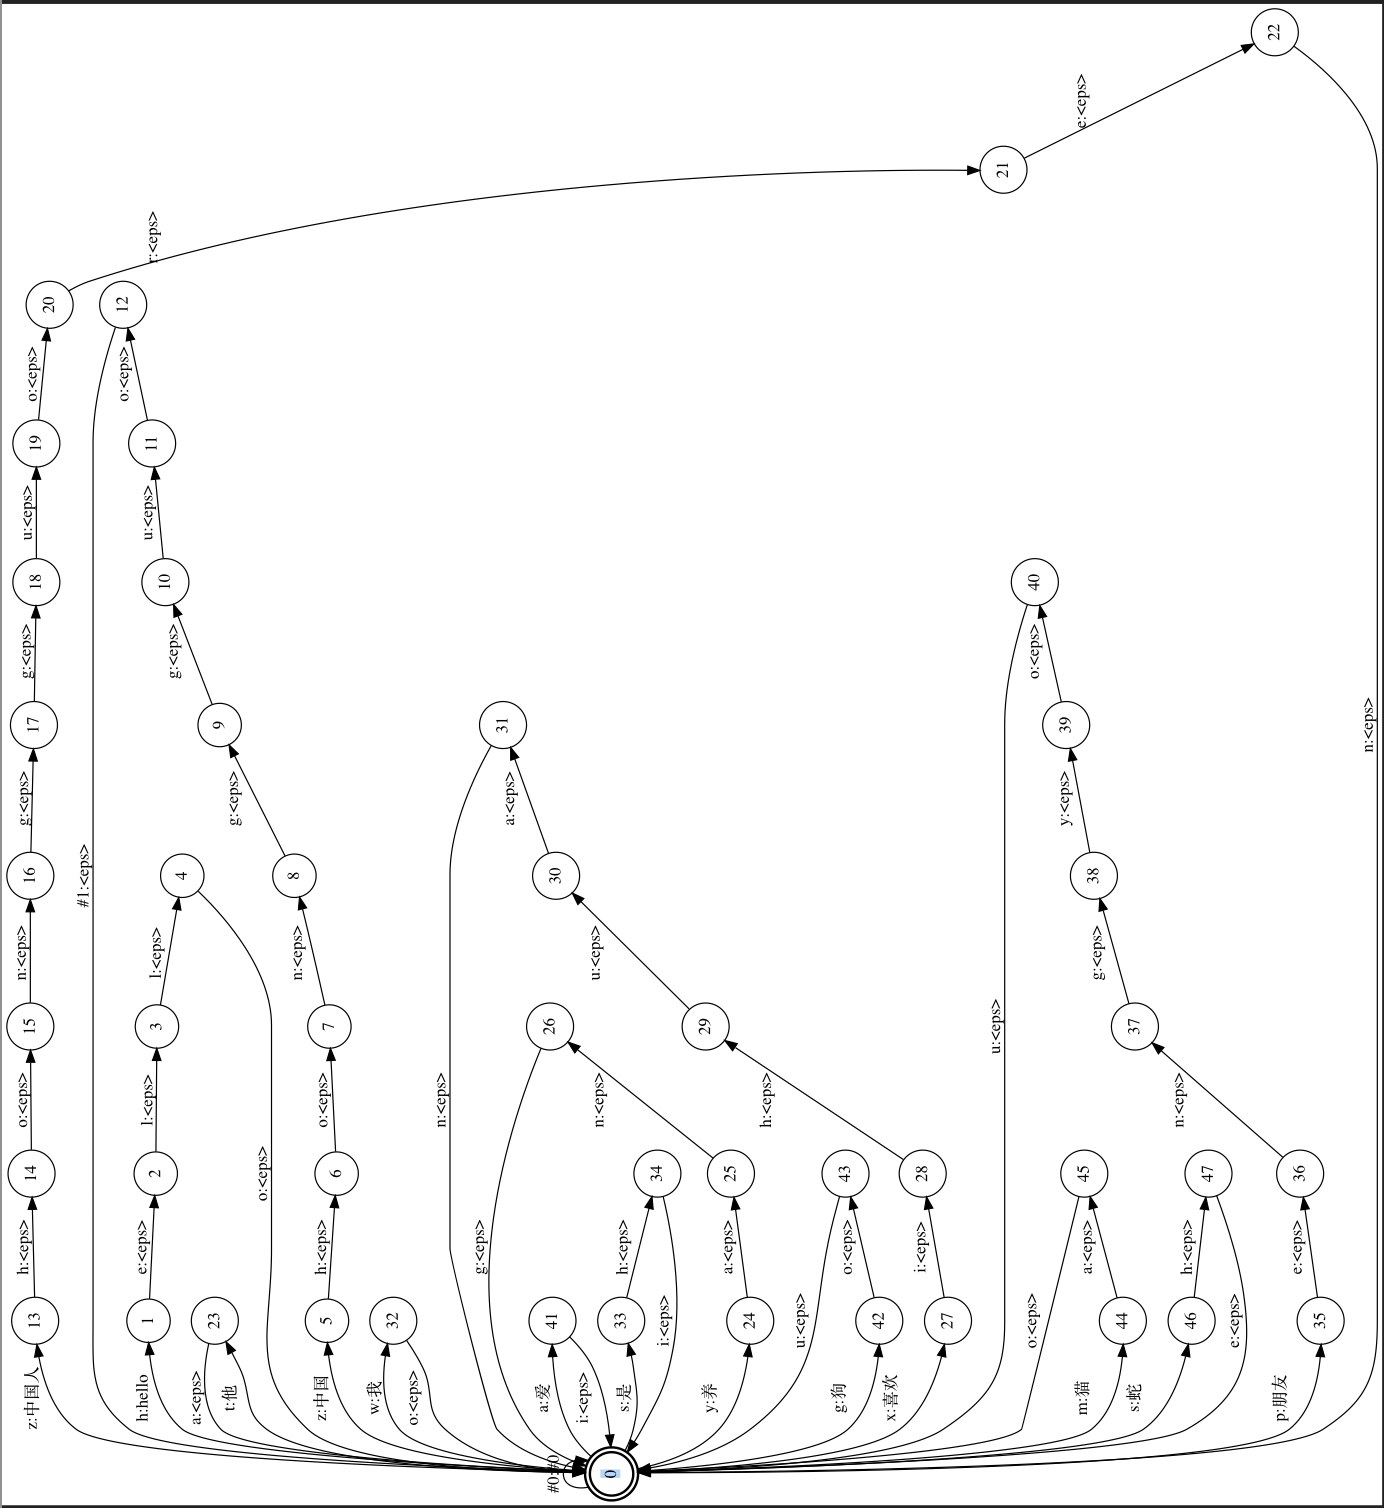 0
#0:#0
z:中国人
13
h:<eps>
14
o:<eps>
15
n:<eps>
16
g:<eps>
17
g:<eps>
18
u:<eps>
19
o:<eps>
20
r:<eps>
21
e:<eps>
22
n:<eps>
h:hello
1
e:<eps>
2
l:<eps>
3
l:<eps>
4
o:<eps>
t:他
23
a:<eps>
z:中国
5
h:<eps>
6
o:<eps>
7
n:<eps>
8
g:<eps>
9
g:<eps>
10
u:<eps>
11
o:<eps>
12
#1:<eps>
w:我
32
o:<eps>
a:爱
41
i:<eps>
s:是
33
h:<eps>
34
i:<eps>
y:养
24
a:<eps>
25
n:<eps>
26
g:<eps>
g:狗
42
o:<eps>
43
u:<eps>
x:喜欢
27
i:<eps>
28
h:<eps>
29
u:<eps>
30
a:<eps>
31
n:<eps>
m:猫
44
a:<eps>
45
o:<eps>
s:蛇
46
h:<eps>
47
e:<eps>
p:朋友
35
e:<eps>
36
n:<eps>
37
g:<eps>
38
y:<eps>
39
o:<eps>
40
u:<eps>